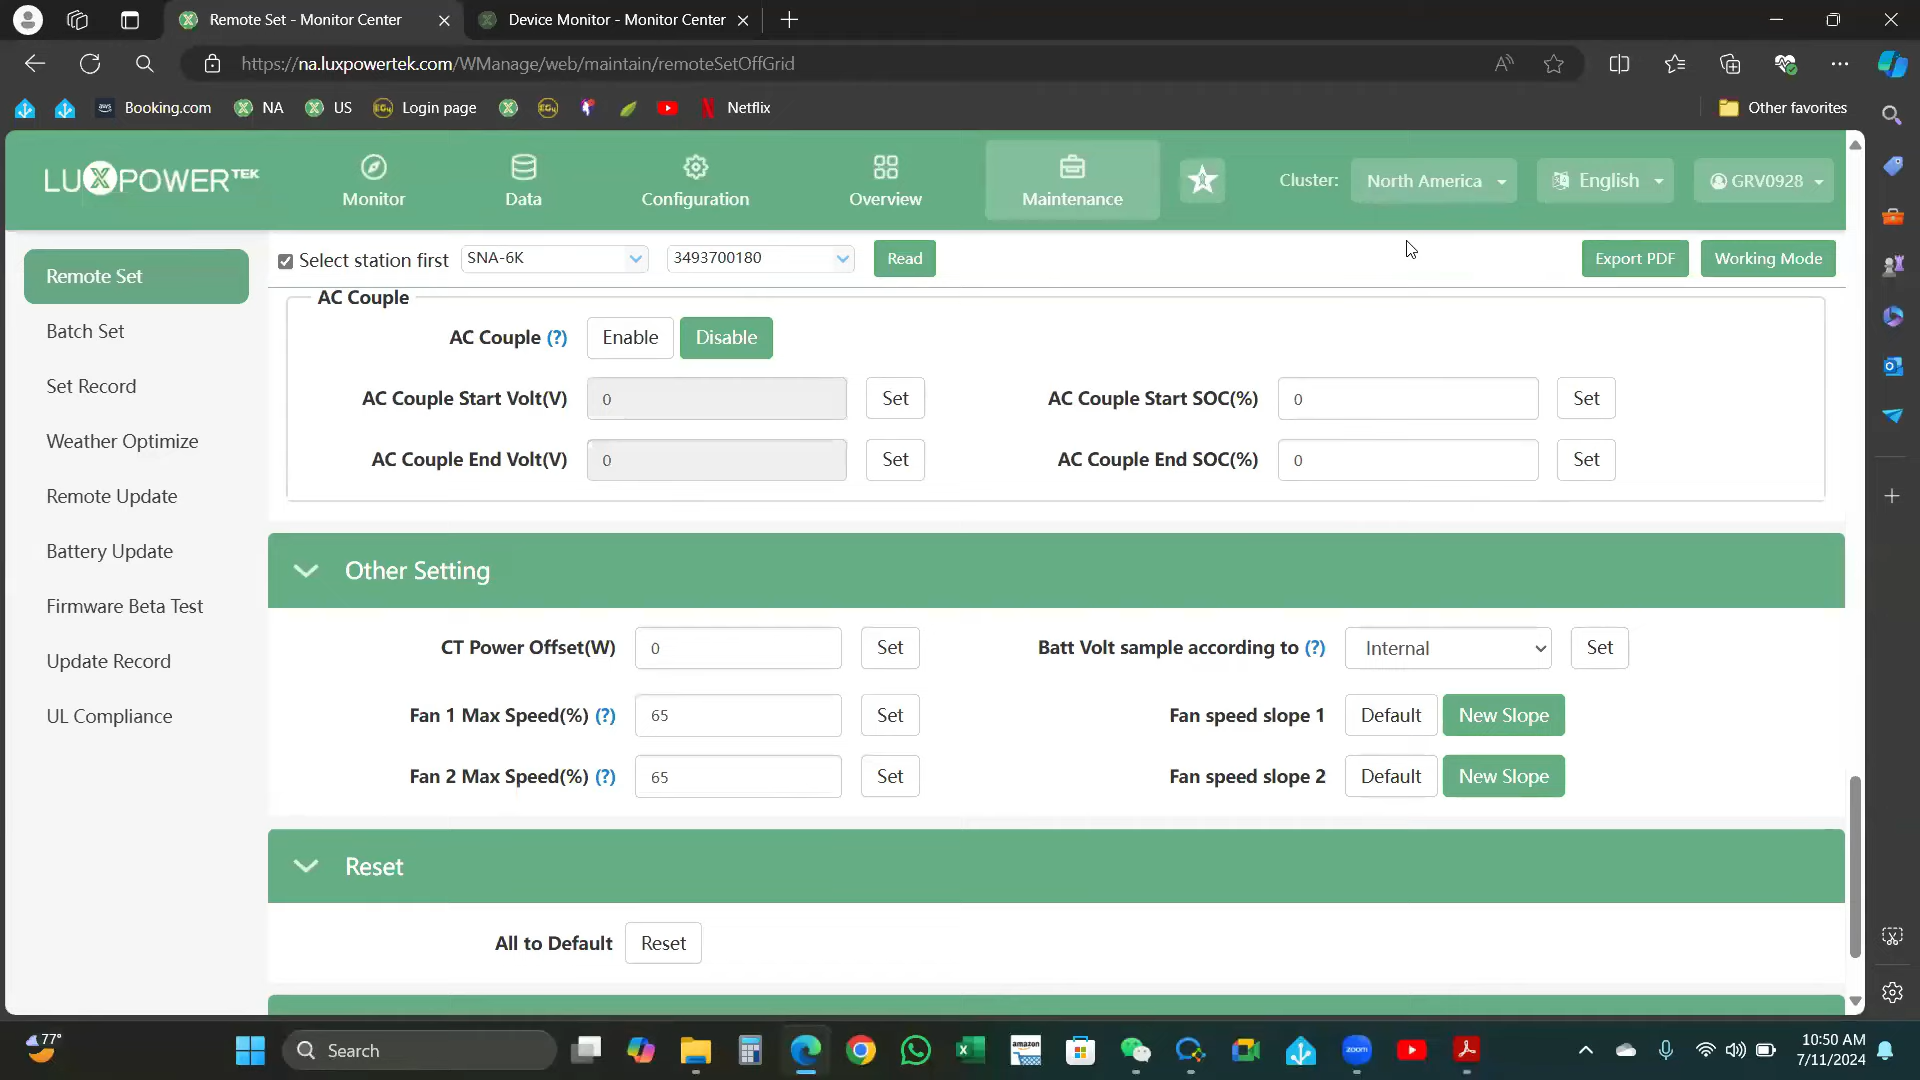 Remote Set - Monitor Center
Device Monitor - Monitor Center
https://na.luxpowertek.com/WManage/web/maintain/remoteSetOffGrid
Booking.com NA US Login page Netflix Other favorites
LUXPOWERTEK
Monitor Data Configuration Overview Maintenance Cluster: North America English GRV0928
Select station first SNA-6K 3493700180 Read Export PDF Working Mode
Remote Set
Batch Set
Set Record
Weather Optimize
Remote Update
Battery Update
Firmware Beta Test
Update Record
UL Compliance
AC Couple
AC Couple (?) Enable Disable
AC Couple Start Volt(V) 0 Set AC Couple Start SOC(%) 0 Set
AC Couple End Volt(V) 0 Set AC Couple End SOC(%) 0 Set
Other Setting
CT Power Offset(W) 0 Set Batt Volt sample according to (?) Internal Set
Fan 1 Max Speed(%) (?) 65 Set Fan speed slope 1 Default New Slope
Fan 2 Max Speed(%) (?) 65 Set Fan speed slope 2 Default New Slope
Reset
All to Default Reset
77°
Search
amazon
zoom
10:50 AM
7/11/2024